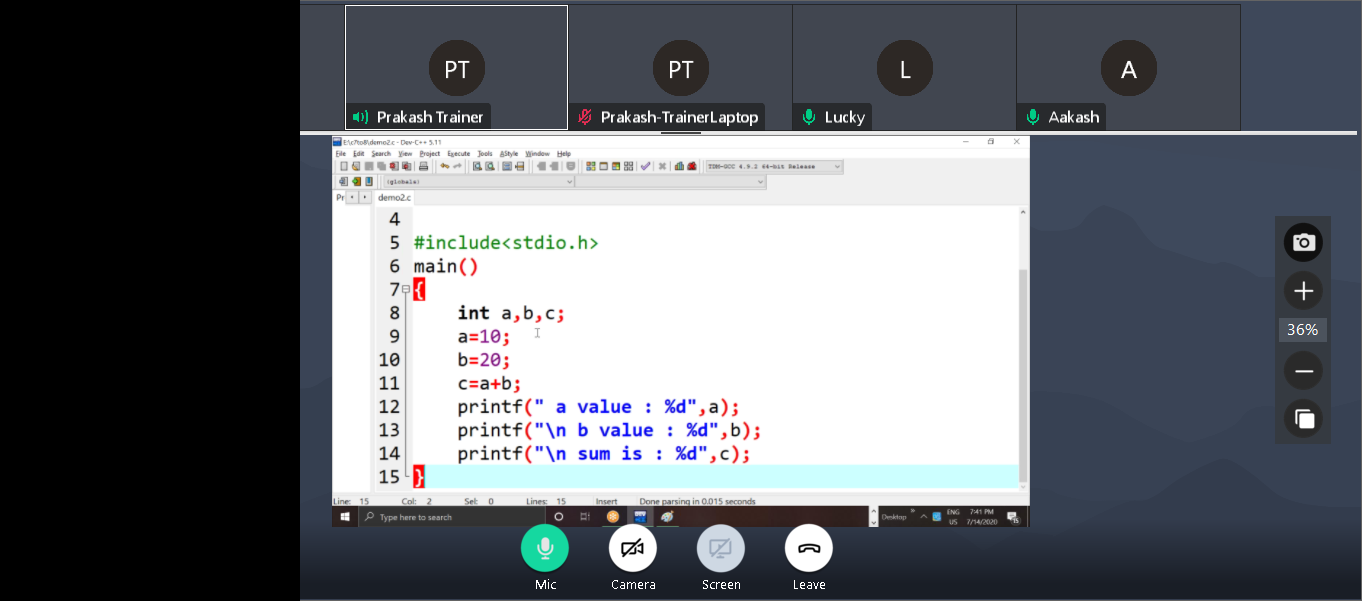 PT
PT
L
A
Prakash Trainer
Prakash-TrainerLaptop
Lucky
Aakash
E:\c7to8\demo2.c - Dev-C++ 5.11
File Edit Search View Project Execute Tools AStyle Window Help
TDM-GCC 4.9.2 64-bit Release
(globals)
Pr
demo2.c
4
5 #include<stdio.h>
6 main()
7 {
8 int a,b,c;
9 a=10;
10 b=20;
11 c=a+b;
12 printf(" a value : %d",a);
13 printf("\n b value : %d",b);
14 printf("\n sum is : %d",c);
15 }
Line: 15 Col: 2 Sel: 0 Lines: 15 Insert Done parsing in 0.015 seconds
Type here to search
Desktop
ENG
US
7:41 PM
7/14/2020
15
36%
Mic
Camera
Screen
Leave